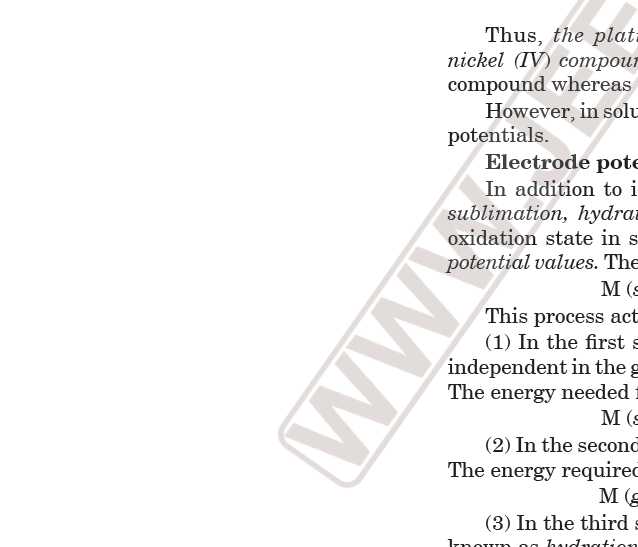 Thus, the plati
nickel (IV) compoun
compound whereas
However, in solu
potentials.
Electrode pote
In addition to i
sublimation, hydrat
oxidation state in s
potential values. The
M (s
This process act
(1) In the first s
independent in the g
The energy needed f
M (s
(2) In the second
The energy required
M (g
(3) In the third s
known as hydration
WWW.JEE